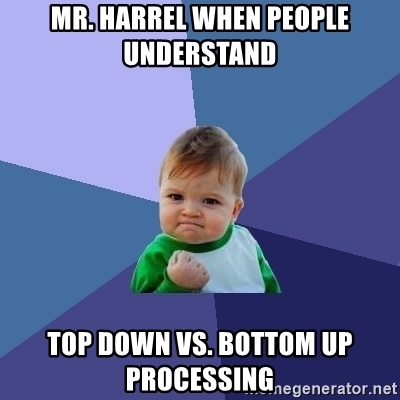 MR. HARREL WHEN PEOPLE
UNDERSTAND
TOP DOWN VS. BOTTOM UP
PROCESSING
memegenerator.net